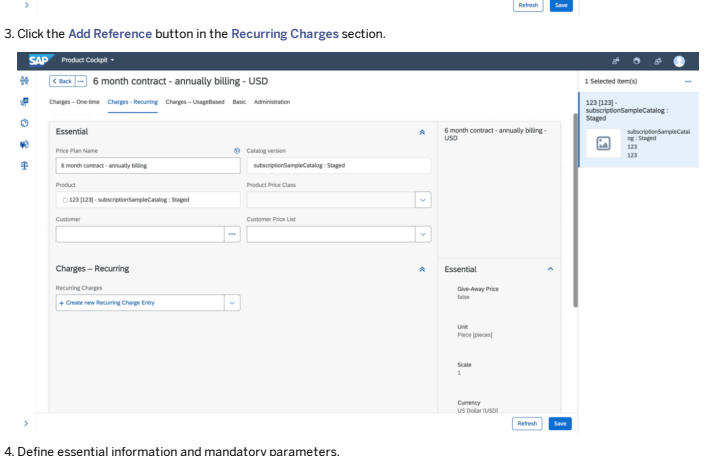 Refresh Save
3. Click the Add Reference button in the Recurring Charges section.
SAP Product Cockpit
< Back ... 6 month contract - annually billing - USD
1 Selected Item(s) ...
Charges – One-time Charges - Recurring Charges – UsageBased Basic Administration
123 [123] - subscriptionSampleCatalog : Staged
subscriptionSampleCatal
og : Staged
123
123
Essential
6 month contract - annually billing - USD
Price Plan Name Catalog version
6 month contract - annually billing subscriptionSampleCatalog : Staged
Product Product Price Class
123 [123] - subscriptionSampleCatalog : Staged
Customer Customer Price List
...
Charges – Recurring
Recurring Charges
+ Create new Recurring Charge Entry
Essential
Give-Away Price
false
Unit
Piece [pieces]
Scale
1
Currency
US Dollar [USD]
Refresh Save
4. Define essential information and mandatory parameters.